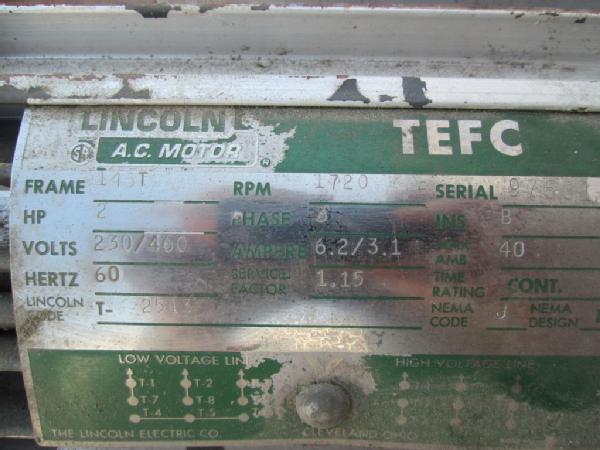 LINCOLN TEFC
A.C. MOTOR ®
FRAME 145T RPM 1720 SERIAL
HP 2 PHASE 3 INS B
VOLTS 230/460 AMPERE 6.2/3.1 MAX AMB 40
HERTZ 60 SERVICE FACTOR 1.15 TIME RATING CONT.
LINCOLN CODE T- NEMA CODE J NEMA DESIGN
LOW VOLTAGE LINE HIGH VOLTAGE LINE
T-1 T-2
T-7 T-8
T-4 T-5
THE LINCOLN ELECTRIC CO. CLEVELAND OHIO